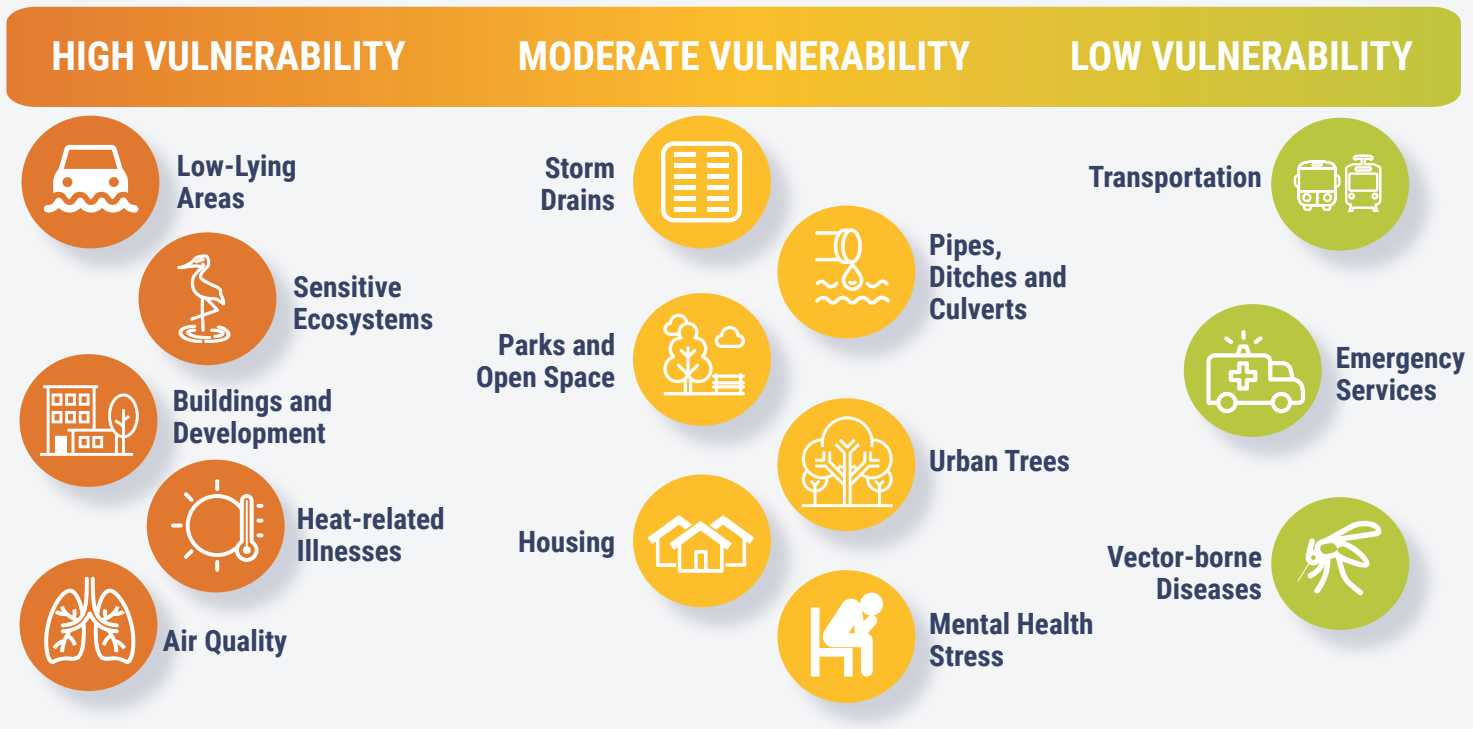 HIGH VULNERABILITY
MODERATE VULNERABILITY
LOW VULNERABILITY
Low-Lying
Areas
Sensitive
Ecosystems
Buildings and
Development
Heat-related
Illnesses
Air Quality
Storm
Drains
Pipes,
Ditches and
Culverts
Parks and
Open Space
Urban Trees
Housing
Mental Health
Stress
Transportation
Emergency
Services
Vector-borne
Diseases